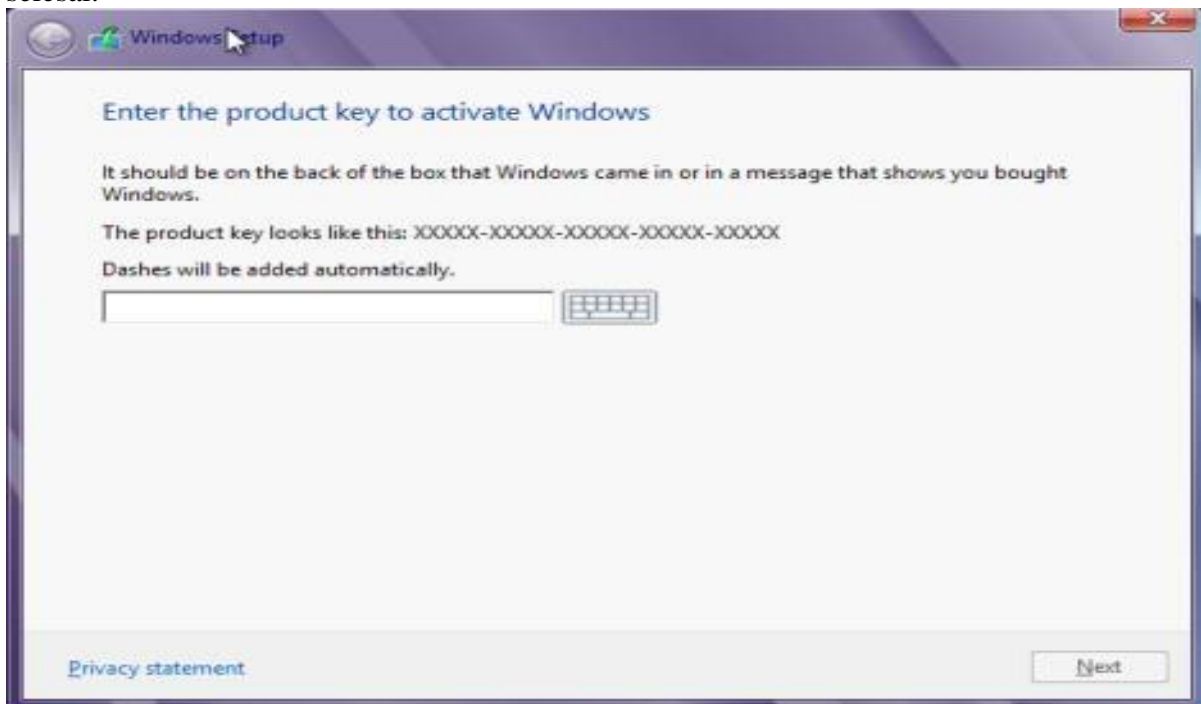 selesai.
Windows Setup
Enter the product key to activate Windows
It should be on the back of the box that Windows came in or in a message that shows you bought
Windows.
The product key looks like this: XXXXX-XXXXX-XXXXX-XXXXX-XXXXX
Dashes will be added automatically.
Privacy statement
Next